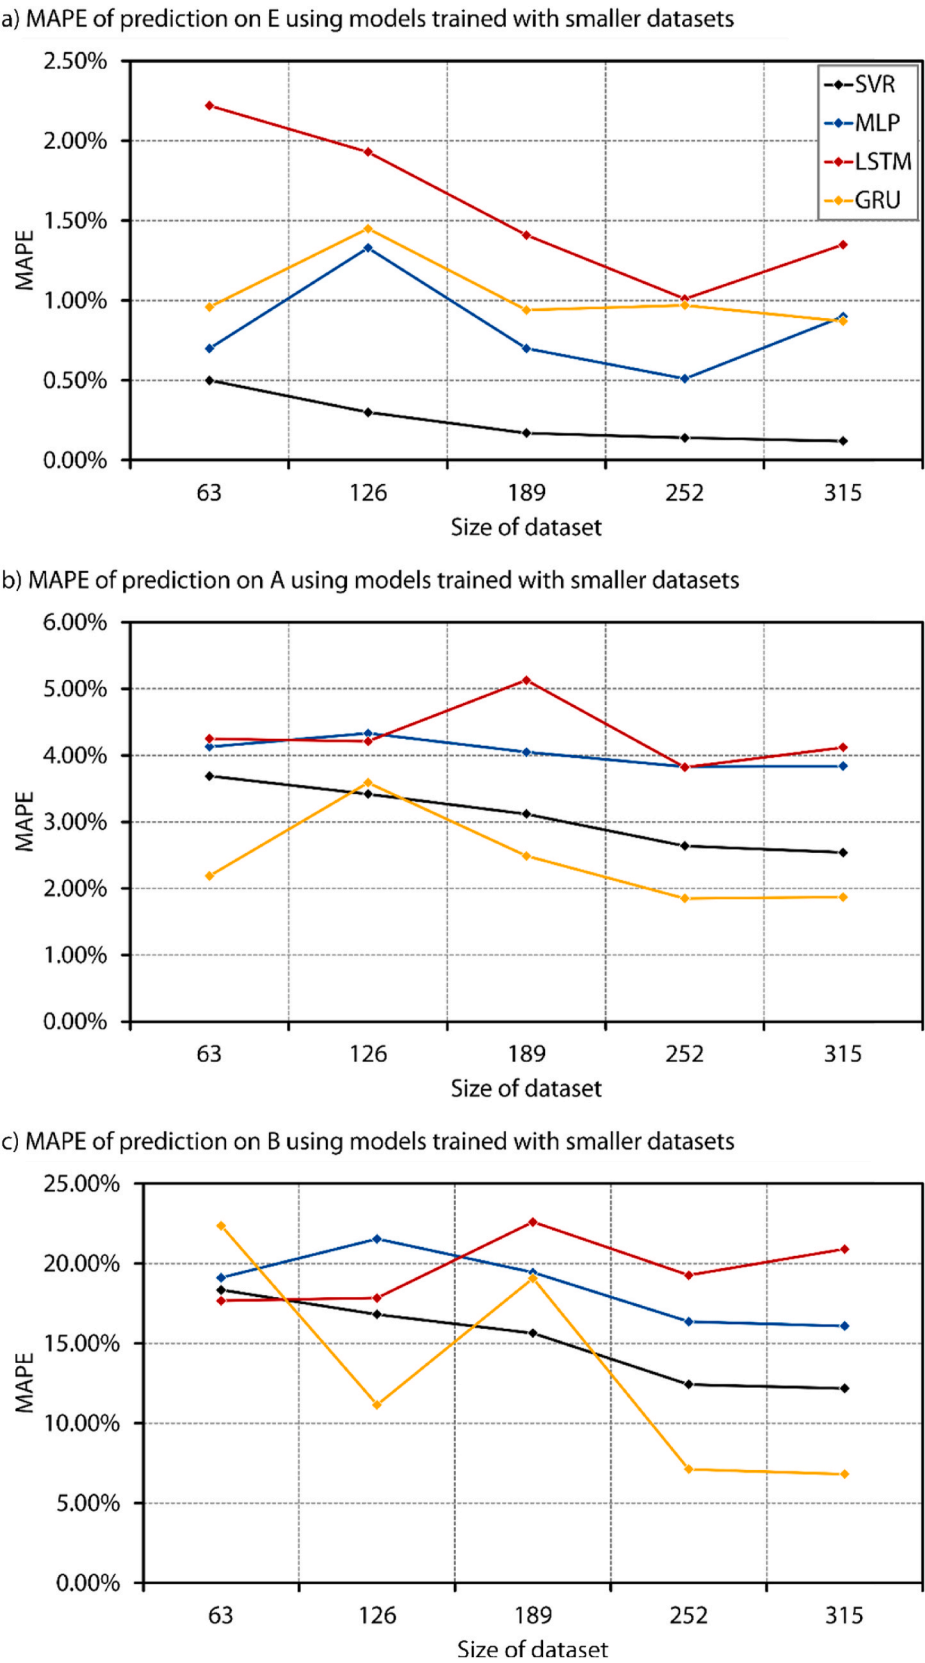 a) MAPE of prediction on E using models trained with smaller datasets
2.50%
2.00%
1.50%
1.00%
0.50%
0.00%
MAPE
SVR
MLP
LSTM
GRU
63 126 189 252 315
Size of dataset
b) MAPE of prediction on A using models trained with smaller datasets
6.00%
5.00%
4.00%
3.00%
2.00%
1.00%
0.00%
MAPE
63 126 189 252 315
Size of dataset
c) MAPE of prediction on B using models trained with smaller datasets
25.00%
20.00%
15.00%
10.00%
5.00%
0.00%
MAPE
63 126 189 252 315
Size of dataset